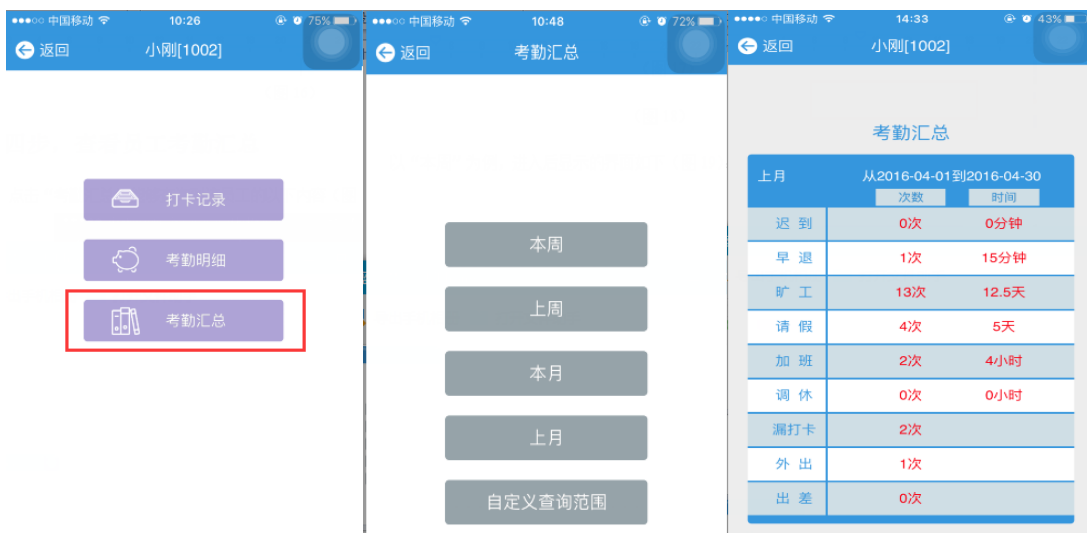 中国移动 10:26 75%
返回 小刚[1002]
打卡记录
考勤明细
考勤汇总
中国移动 10:48 72%
返回 考勤汇总
本周
上周
本月
上月
自定义查询范围
中国移动 14:33 43%
返回 小刚[1002]
考勤汇总
上月 从2016-04-01到2016-04-30
次数 时间
迟到 0次 0分钟
早退 1次 15分钟
旷工 13次 12.5天
请假 4次 5天
加班 2次 4小时
调休 0次 0小时
漏打卡 2次
外出 1次
出差 0次